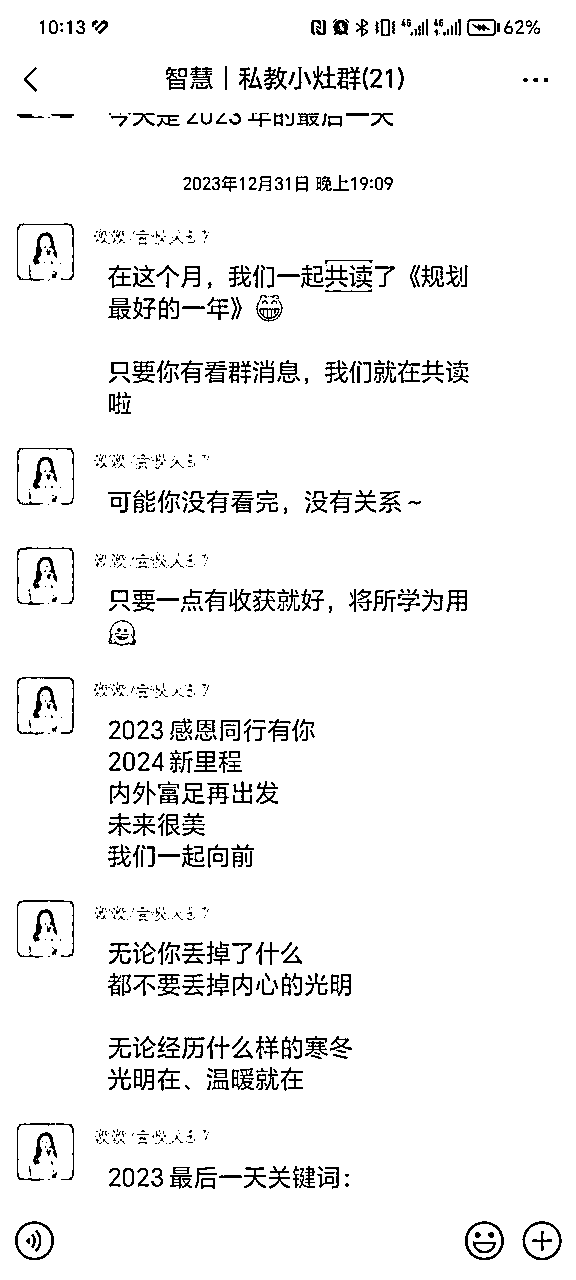 10:13
62%
智慧｜私教小灶群(21)
今天是 2023 年的最后一天
2023年12月31日 晚上19:09
在这个月，我们一起共读了《规划
最好的一年》😁
只要你有看群消息，我们就在共读
啦
可能你没有看完，没有关系~
只要一点有收获就好，将所学为用
🤗
2023 感恩同行有你
2024 新里程
内外富足再出发
未来很美
我们一起向前
无论你丢掉了什么
都不要丢掉内心的光明
无论经历什么样的寒冬
光明在、温暖就在
2023 最后一天关键词：